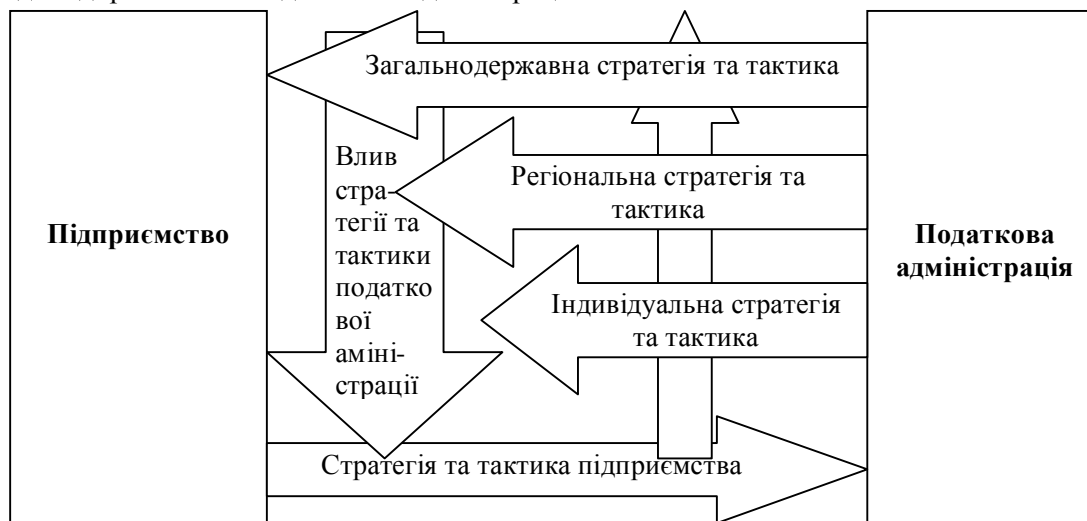 Загальнодержавна стратегія та тактика
Влив
стра-
тегії та
тактики
податко
вої
аміні-
страції
Регіональна стратегія та
тактика
Підприємство
Податкова
адміністрація
Індивідуальна стратегія
та тактика
Стратегія та тактика підприємства